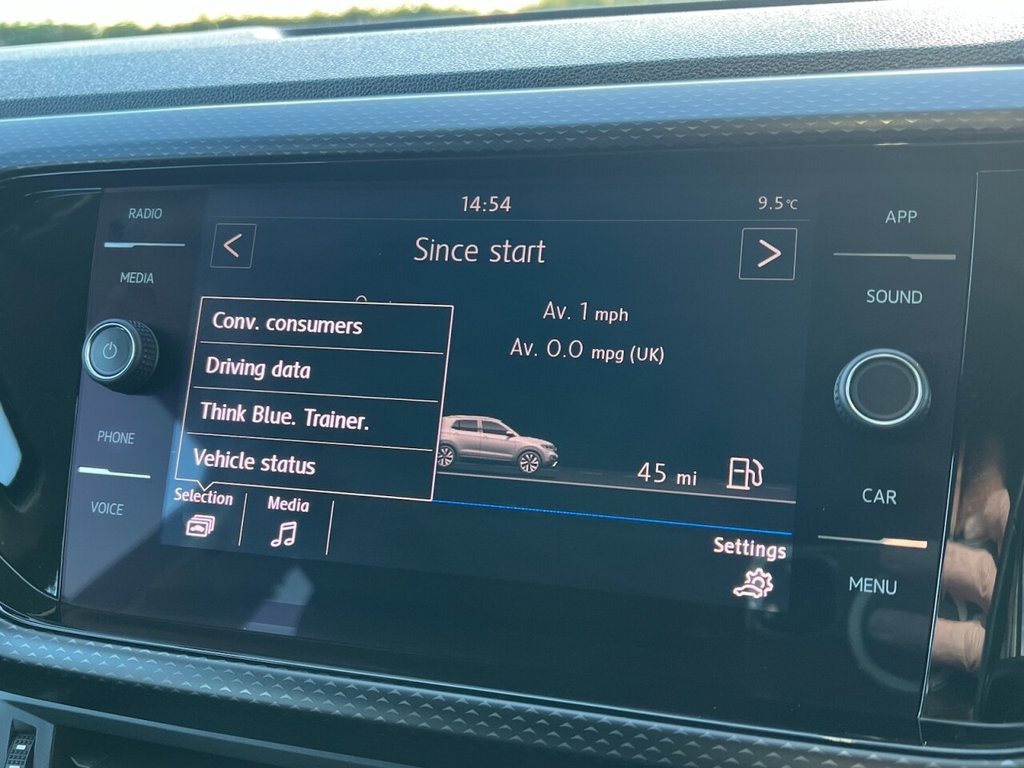 RADIO
MEDIA
PHONE
VOICE
14:54
9.5°C
Since start
Av. 1 mph
Av. 0.0 mpg (UK)
Conv. consumers
Driving data
Think Blue. Trainer.
Vehicle status
45 mi
Selection
Media
Settings
APP
SOUND
CAR
MENU